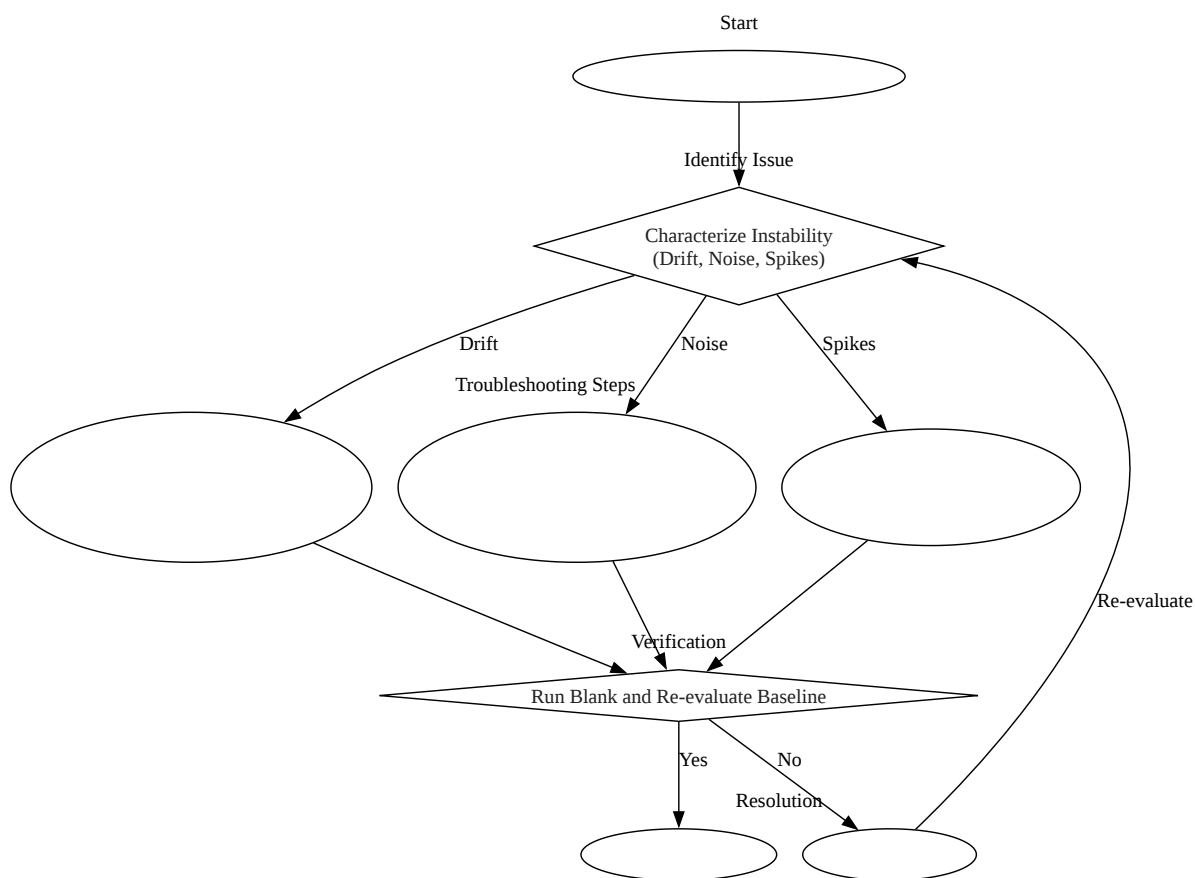 Start
Identify Issue
Characterize Instability
(Drift, Noise, Spikes)
Drift
Noise
Spikes
Troubleshooting Steps
Re-evaluate
Verification
Run Blank and Re-evaluate Baseline
Yes
No
Resolution